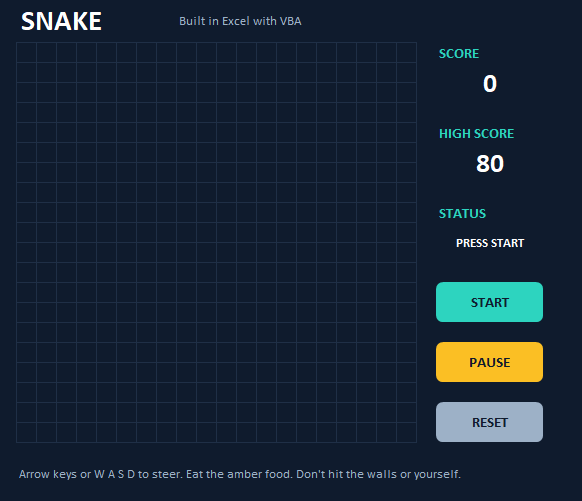 SNAKE
Built in Excel with VBA
SCORE
0
HIGH SCORE
80
STATUS
PRESS START
START
PAUSE
RESET
Arrow keys or W A S D to steer. Eat the amber food. Don't hit the walls or yourself.